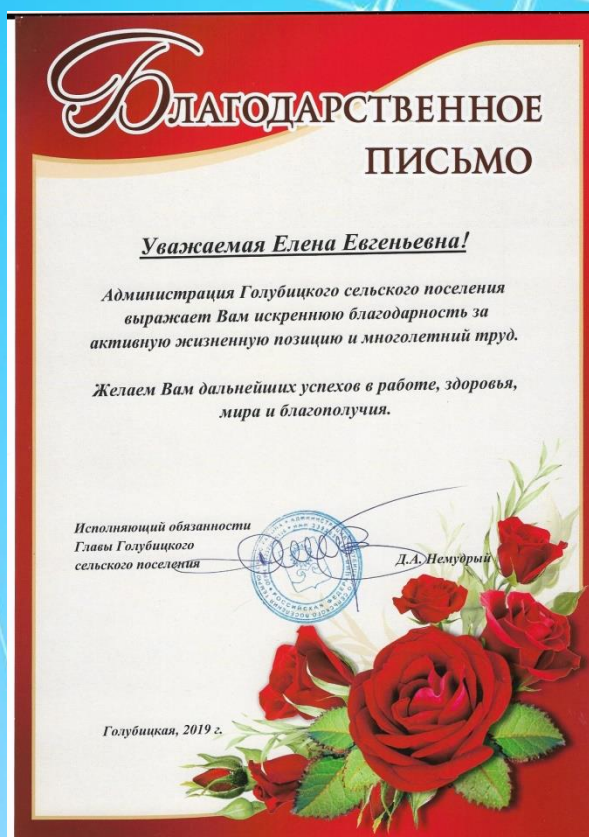 Благодарственное
письмо
Уважаемая Елена Евгеньевна!
Администрация Голубицкого сельского поселения
выражает Вам искреннюю благодарность за
активную жизненную позицию и многолетний труд.
Желаем Вам дальнейших успехов в работе, здоровья,
мира и благополучия.
Исполняющий обязанности
Главы Голубицкого
сельского поселения
Д.А. Немудрый
Голубицкая, 2019 г.